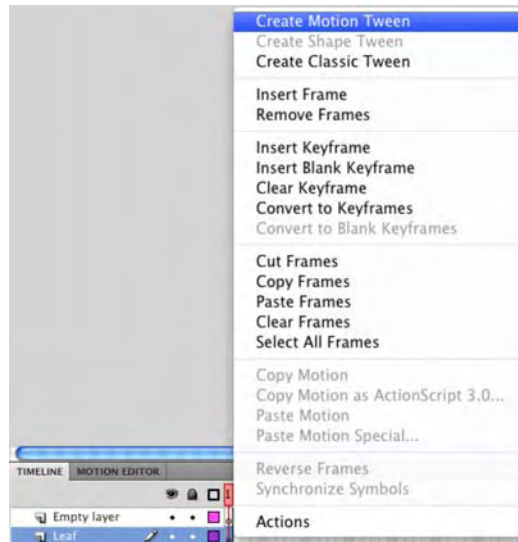 Create Motion Tween
Create Shape Tween
Create Classic Tween
Insert Frame
Remove Frames
Insert Keyframe
Insert Blank Keyframe
Clear Keyframe
Convert to Keyframes
Convert to Blank Keyframes
Cut Frames
Copy Frames
Paste Frames
Clear Frames
Select All Frames
Copy Motion
Copy Motion as ActionScript 3.0...
Paste Motion
Paste Motion Special...
Reverse Frames
Synchronize Symbols
Actions
TIMELINE MOTION EDITOR
1
Empty layer
Leaf